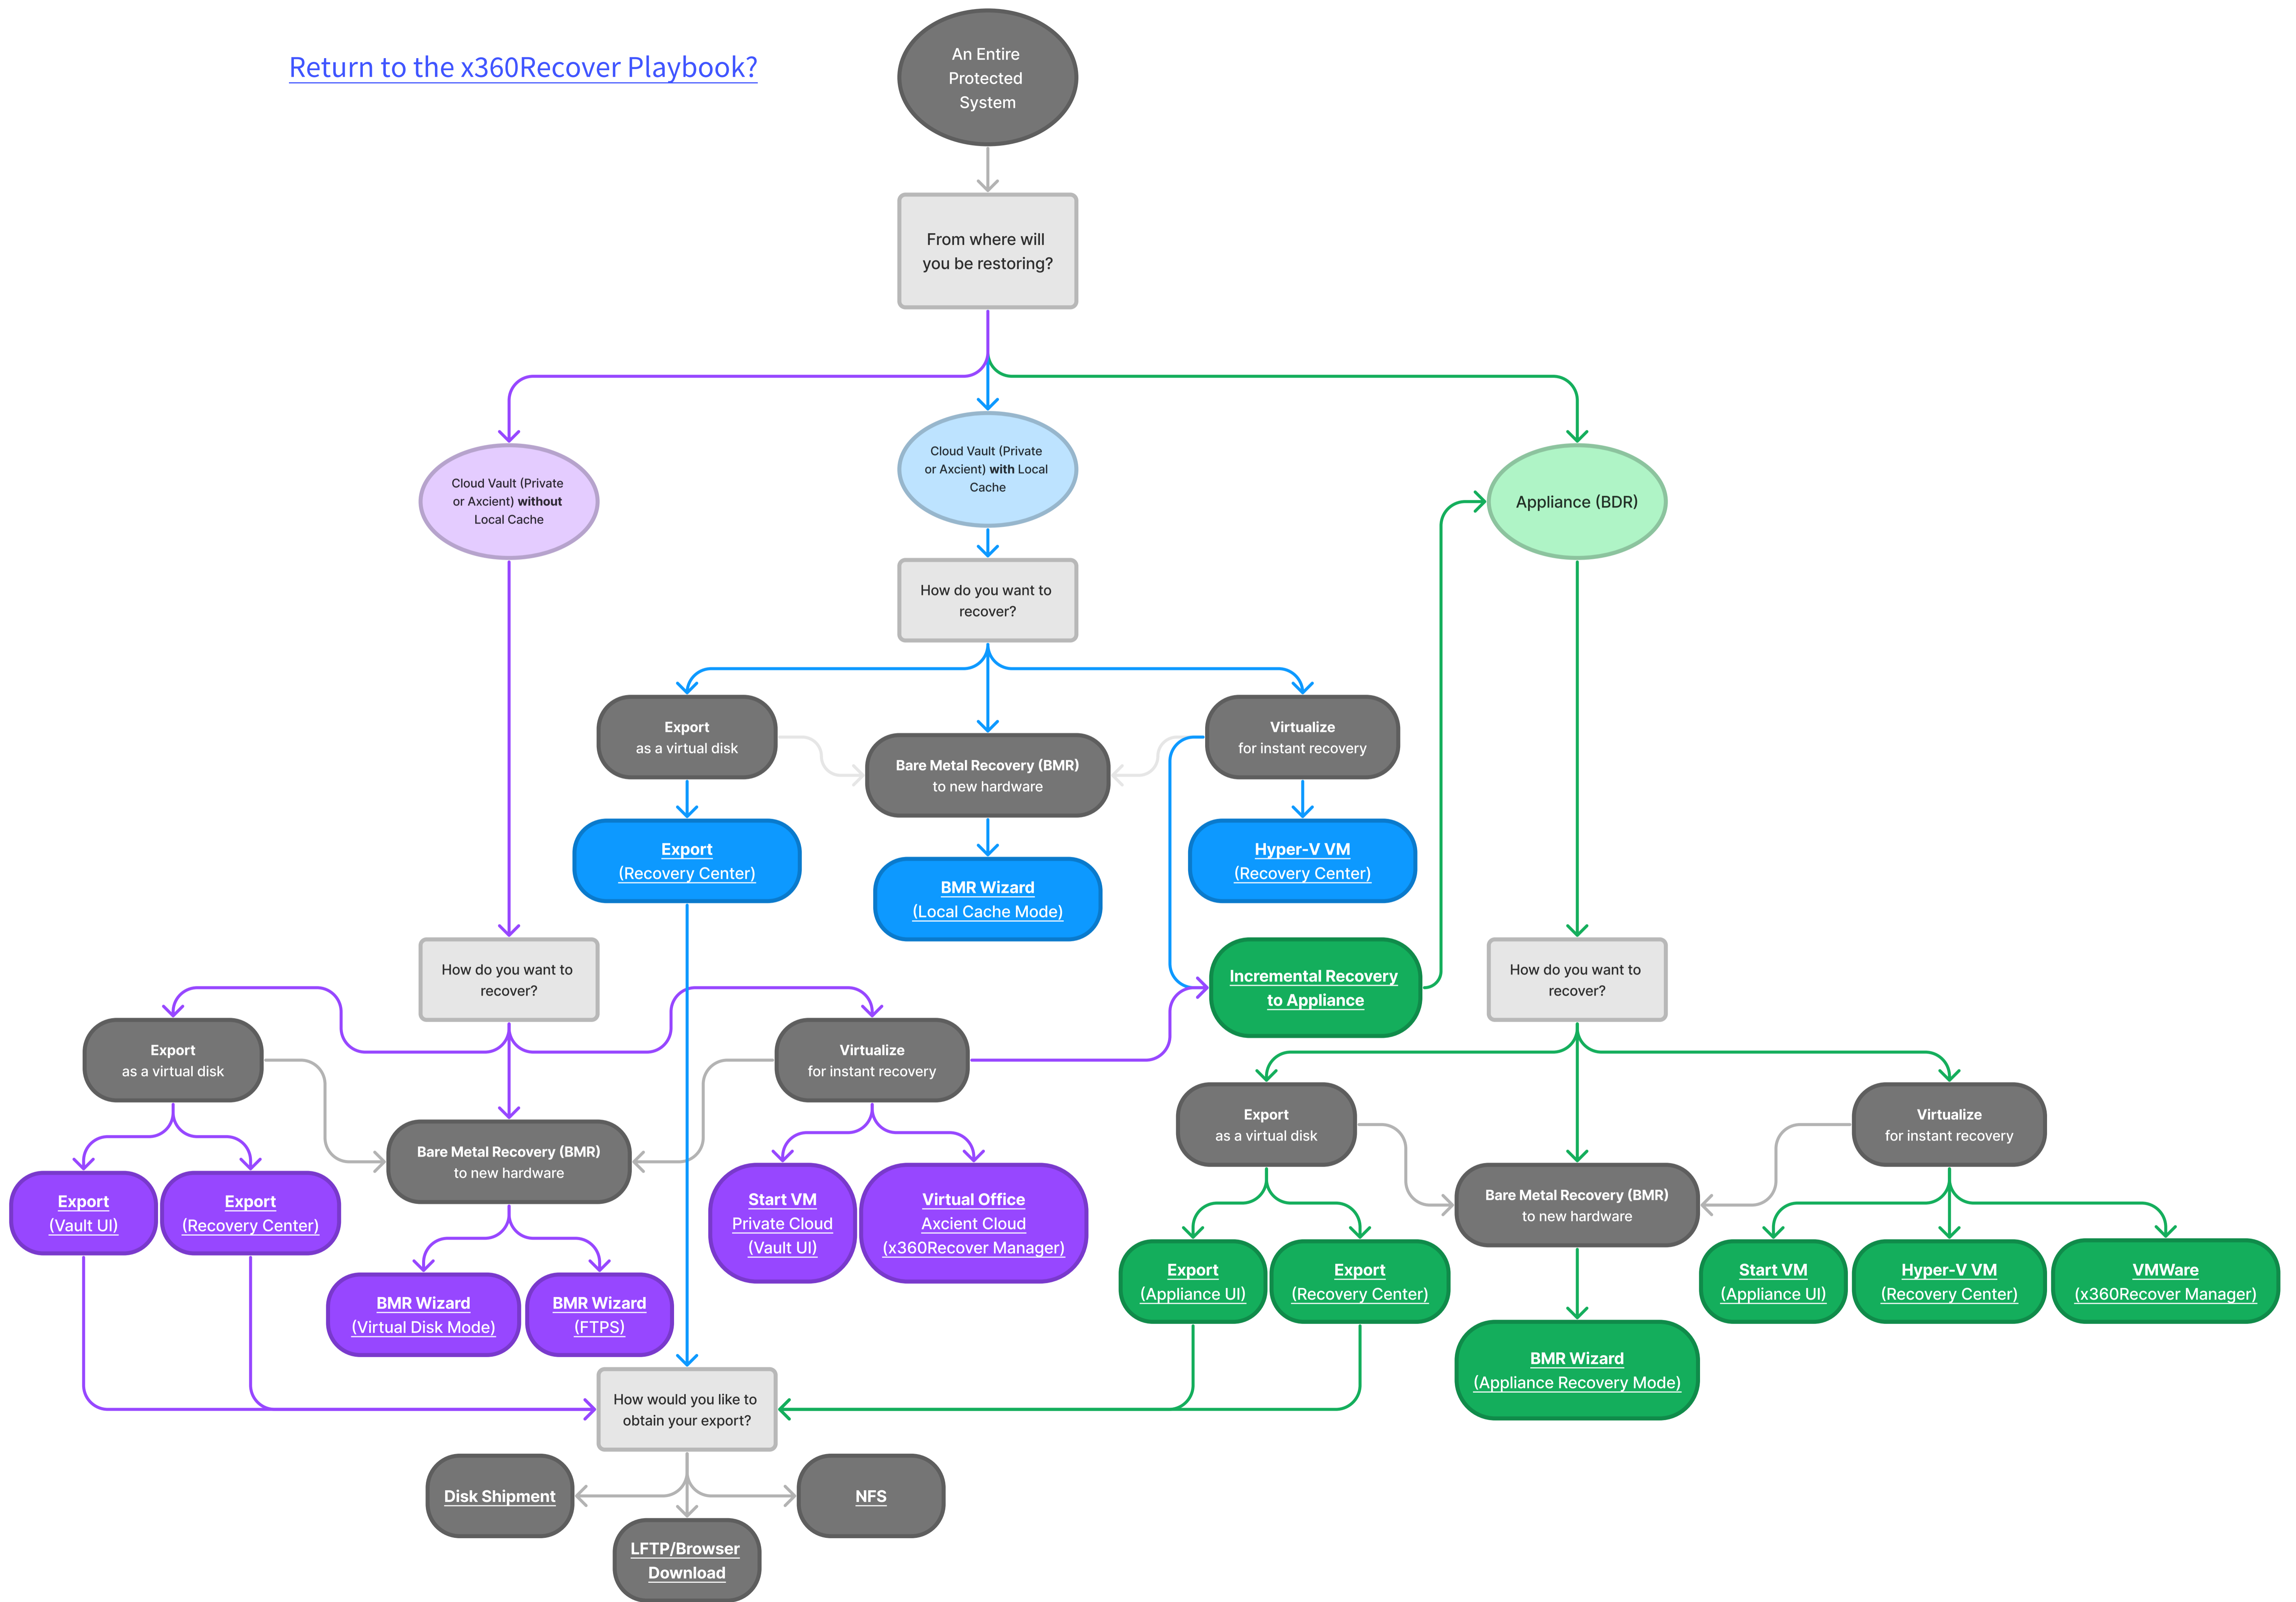 Return to the x360Recover Playbook?
An Entire
Protected
System
From where will
you be restoring?
Cloud Vault (Private
or Axcient) without
Local Cache
Cloud Vault (Private
or Axcient) with Local
Cache
Appliance (BDR)
How do you want to
recover?
Export
as a virtual disk
Bare Metal Recovery (BMR)
to new hardware
Virtualize
for instant recovery
Export
(Recovery Center)
BMR Wizard
(Local Cache Mode)
Hyper-V VM
(Recovery Center)
Incremental Recovery
to Appliance
How do you want to
recover?
Export
as a virtual disk
Bare Metal Recovery (BMR)
to new hardware
Virtualize
for instant recovery
Export
(Vault UI)
Export
(Recovery Center)
BMR Wizard
(Virtual Disk Mode)
BMR Wizard
(FTPS)
Start VM
Private Cloud
(Vault UI)
Virtual Office
Axcient Cloud
(x360Recover Manager)
How do you want to
recover?
Export
as a virtual disk
Bare Metal Recovery (BMR)
to new hardware
Virtualize
for instant recovery
Export
(Appliance UI)
Export
(Recovery Center)
BMR Wizard
(Appliance Recovery Mode)
Start VM
(Appliance UI)
Hyper-V VM
(Recovery Center)
VMWare
(x360Recover Manager)
How would you like to
obtain your export?
Disk Shipment
LFTP/Browser
Download
NFS